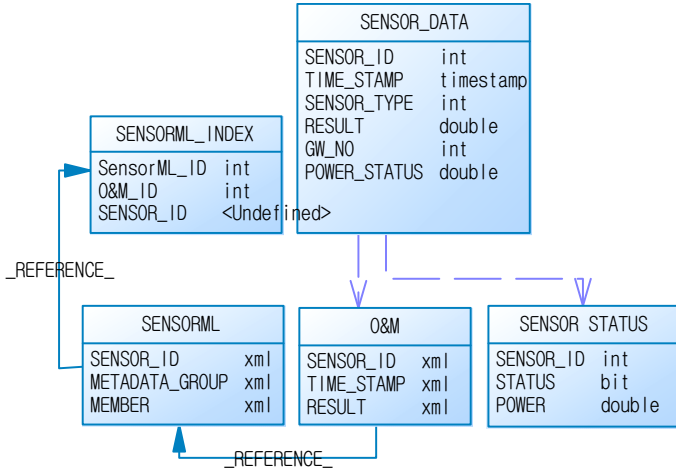 SENSOR_DATA
SENSOR_ID int
TIME_STAMP timestamp
SENSOR_TYPE int
RESULT double
GW_NO int
POWER_STATUS double
SENSORML_INDEX
SensorML_ID int
O&M_ID int
SENSOR_ID <Undefined>
_REFERENCE_
SENSORML
SENSOR_ID xml
METADATA_GROUP xml
MEMBER xml
O&M
SENSOR_ID xml
TIME_STAMP xml
RESULT xml
SENSOR STATUS
SENSOR_ID int
STATUS bit
POWER double
_REFERENCE_